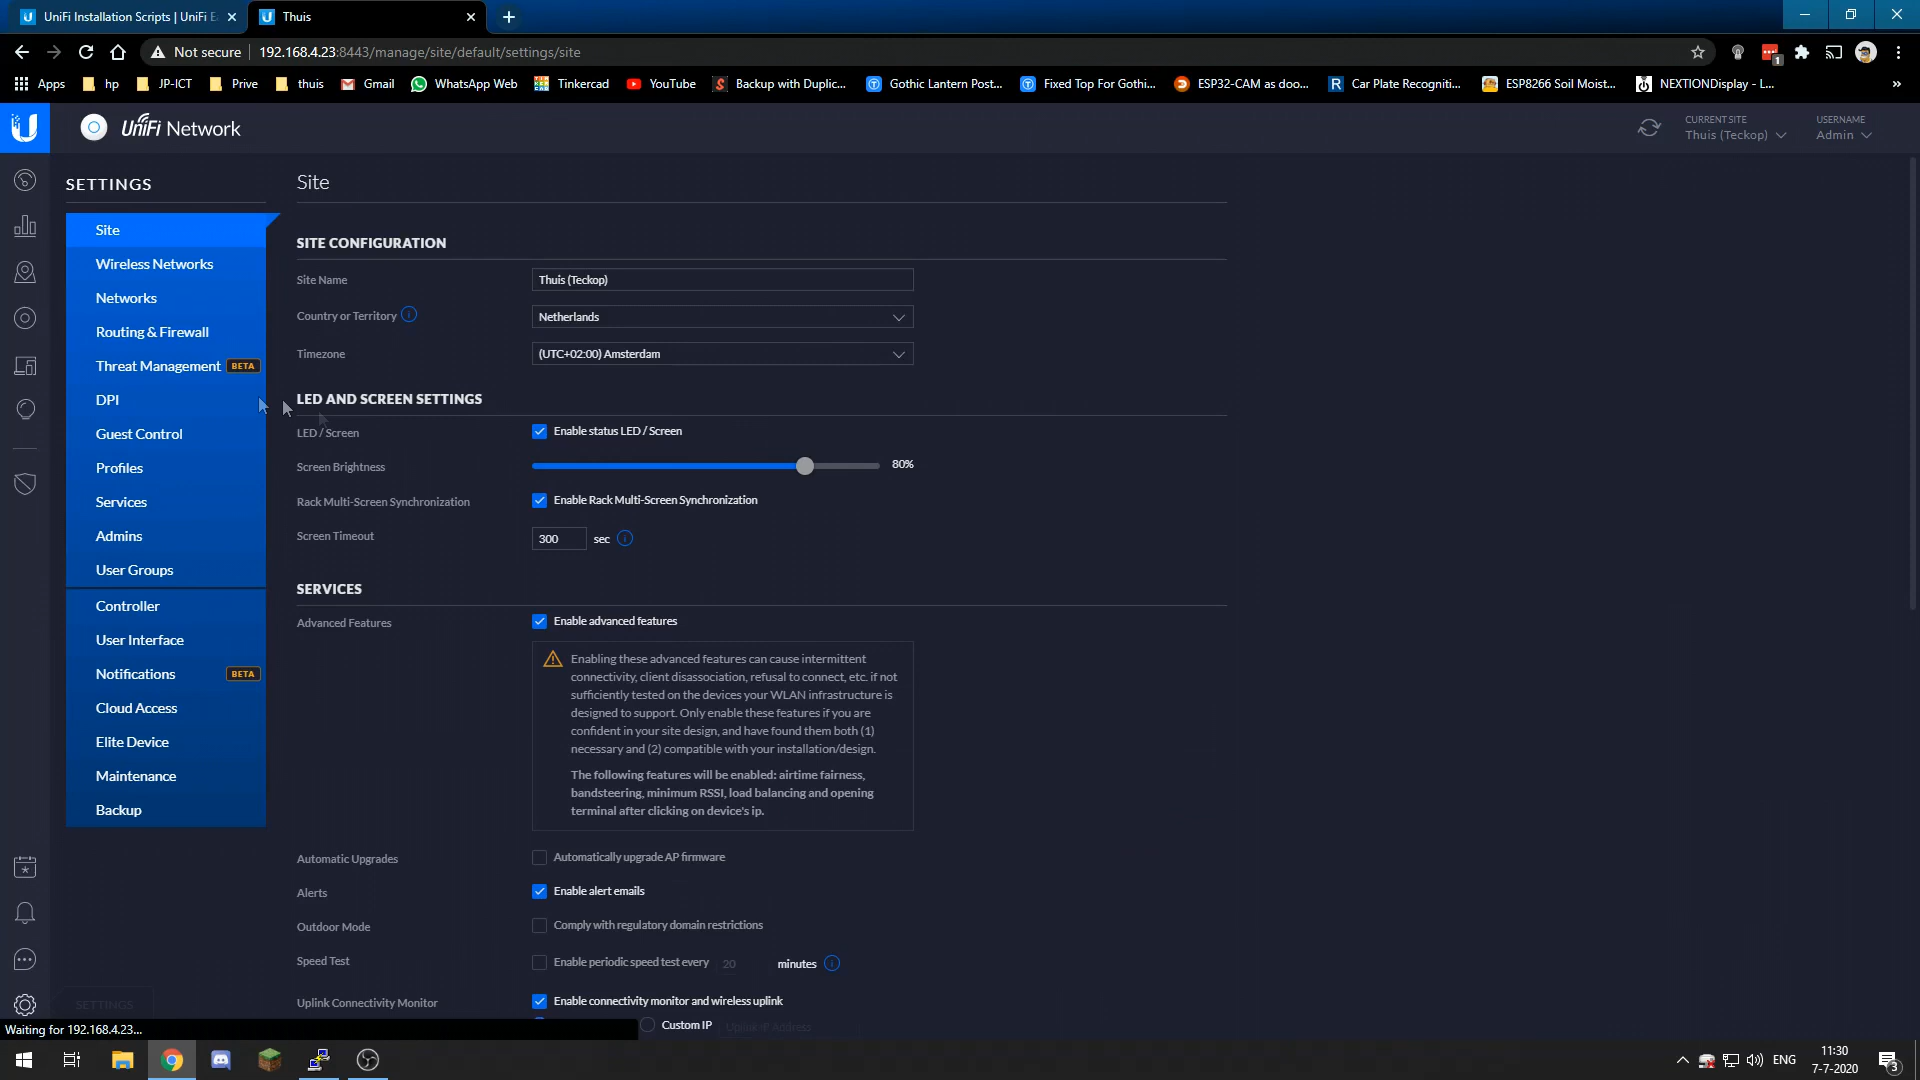 UniFi Installation Scripts | UniFi E
Thuis
Not secure
192.168.4.23:8443/manage/site/default/settings/site
Apps
hp
JP-ICT
Prive
thuis
Gmail
WhatsApp Web
Tinkercad
YouTube
Backup with Duplic...
Gothic Lantern Post...
Fixed Top For Gothi...
ESP32-CAM as doo...
Car Plate Recogniti...
ESP8266 Soil Moist...
NEXTIONDisplay - L...
»
UniFi Network
CURRENT SITE
Thuis (Teckop)
USERNAME
Admin
SETTINGS
Site
Wireless Networks
Networks
Routing & Firewall
Threat Management BETA
DPI
Guest Control
Profiles
Services
Admins
User Groups
Controller
User Interface
Notifications BETA
Cloud Access
Elite Device
Maintenance
Backup
Site
SITE CONFIGURATION
Site Name
Thuis (Teckop)
Country or Territory
Netherlands
Timezone
(UTC+02:00) Amsterdam
LED AND SCREEN SETTINGS
LED / Screen
Enable status LED / Screen
Screen Brightness
80%
Rack Multi-Screen Synchronization
Enable Rack Multi-Screen Synchronization
Screen Timeout
300 sec
SERVICES
Advanced Features
Enable advanced features
Enabling these advanced features can cause intermittent
connectivity, client disassociation, refusal to connect, etc. if not
sufficiently tested on the devices your WLAN infrastructure is
designed to support. Only enable these features if you are
confident in your site design, and have found them both (1)
necessary and (2) compatible with your installation/design.
The following features will be enabled: airtime fairness,
bandsteering, minimum RSSI, load balancing and opening
terminal after clicking on device's ip.
Automatic Upgrades
Automatically upgrade AP firmware
Alerts
Enable alert emails
Outdoor Mode
Comply with regulatory domain restrictions
Speed Test
Enable periodic speed test every 20 minutes
Uplink Connectivity Monitor
Enable connectivity monitor and wireless uplink
Custom IP
Uplink IP Address
SETTINGS
Waiting for 192.168.4.23...
ENG
11:30
7-7-2020
3